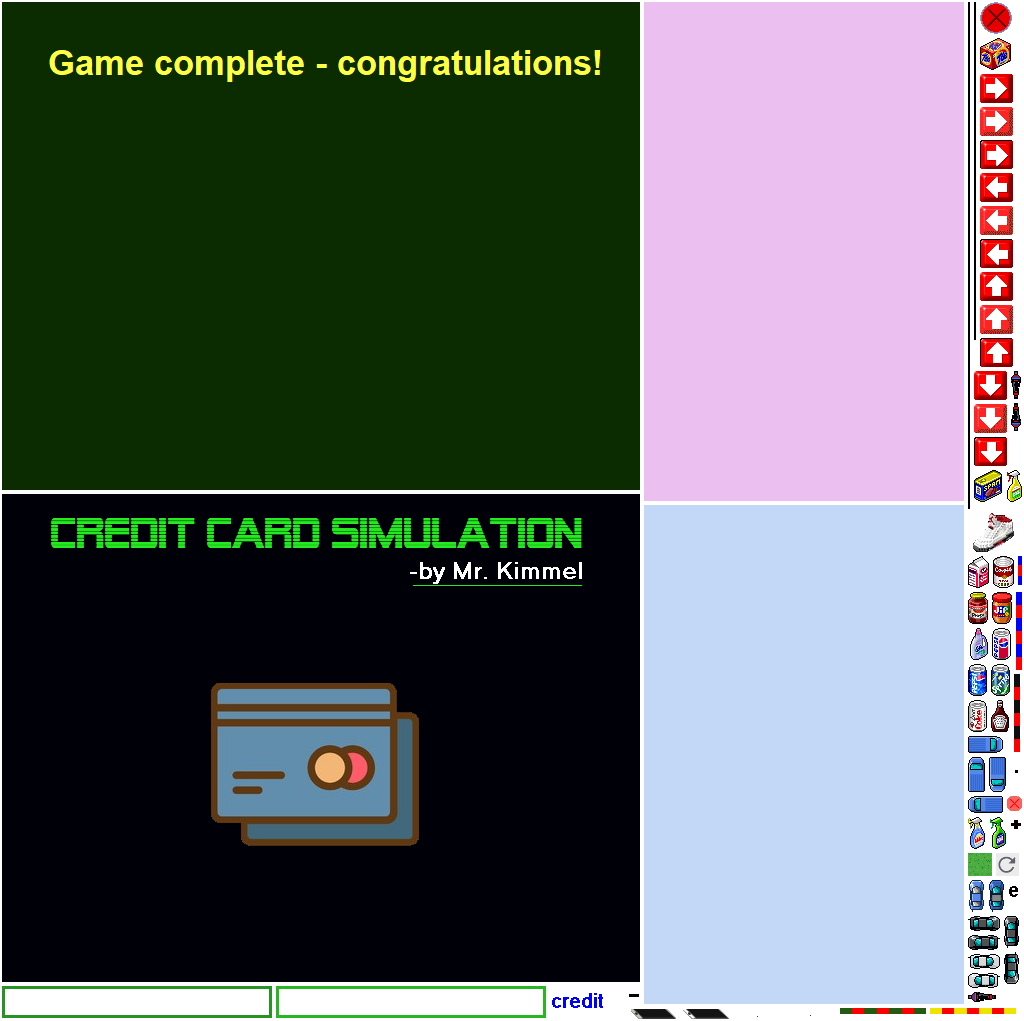 Game complete - congratulations!
CREDIT CARD SIMULATION
-by Mr. Kimmel
credit
e